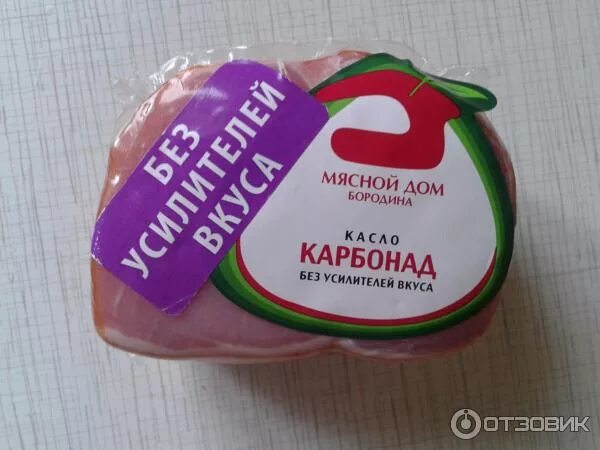 БЕЗ
УСИЛИТЕЛЕЙ
ВКУСА
МЯСНОЙ ДОМ
БОРОДИНА
КАСЛО
КАРБОНАД
БЕЗ УСИЛИТЕЛЕЙ ВКУСА
ОТЗОВИК